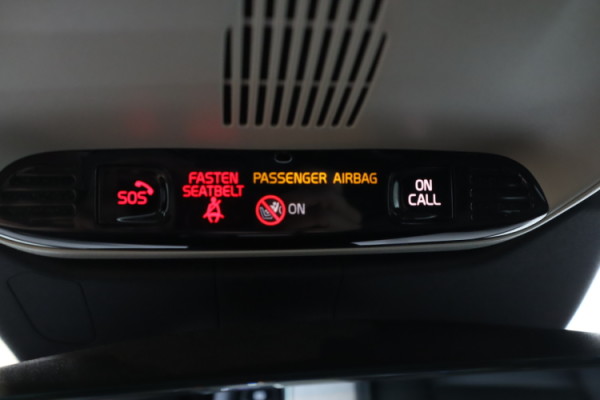 SOS
FASTEN
SEATBELT
PASSENGER AIRBAG
ON
ON
CALL